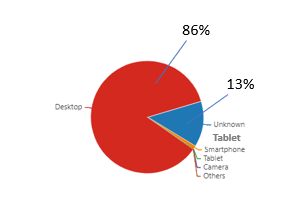 86%
13%
Desktop
Unknown
Tablet
Smartphone
Tablet
Camera
Others